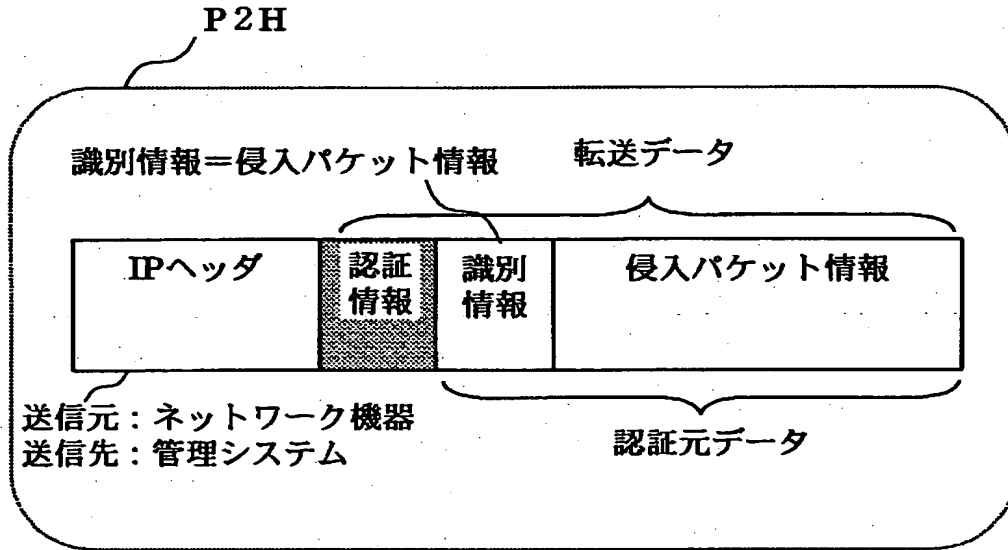 P2H
識別情報=侵入パケット情報
転送データ
IPヘッダ
認証
情報
識別
情報
侵入パケット情報
送信元:ネットワーク機器
送信先:管理システム
認証元データ